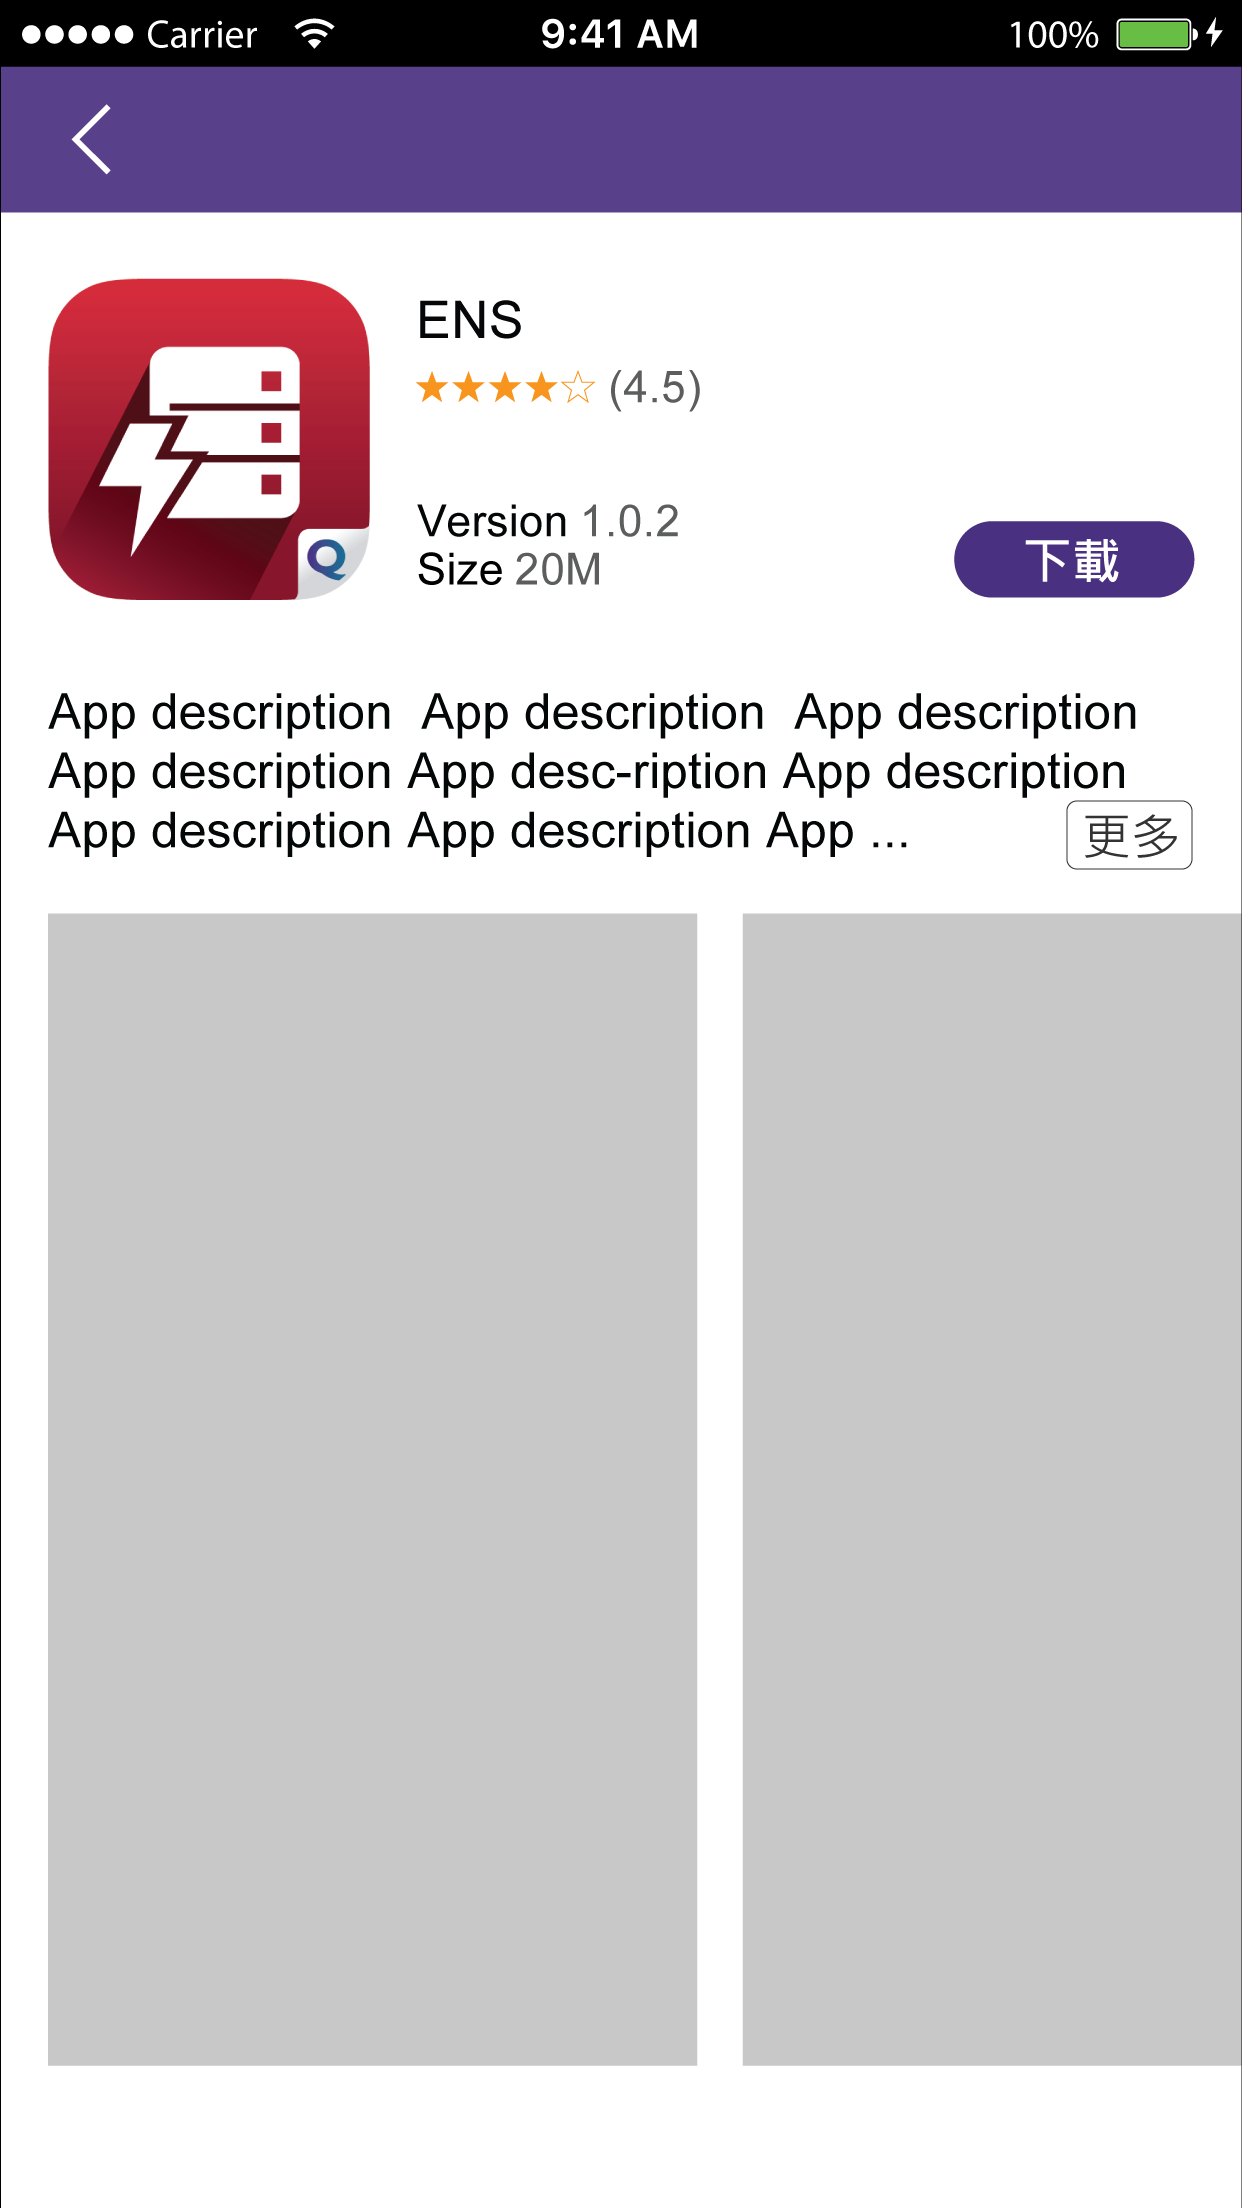 Carrier 9:41 AM 100%
ENS
(4.5)
Version 1.0.2
Size 20M
下載
Q
App description App description App description
App description App desc-ription App description
App description App description App ...
更多